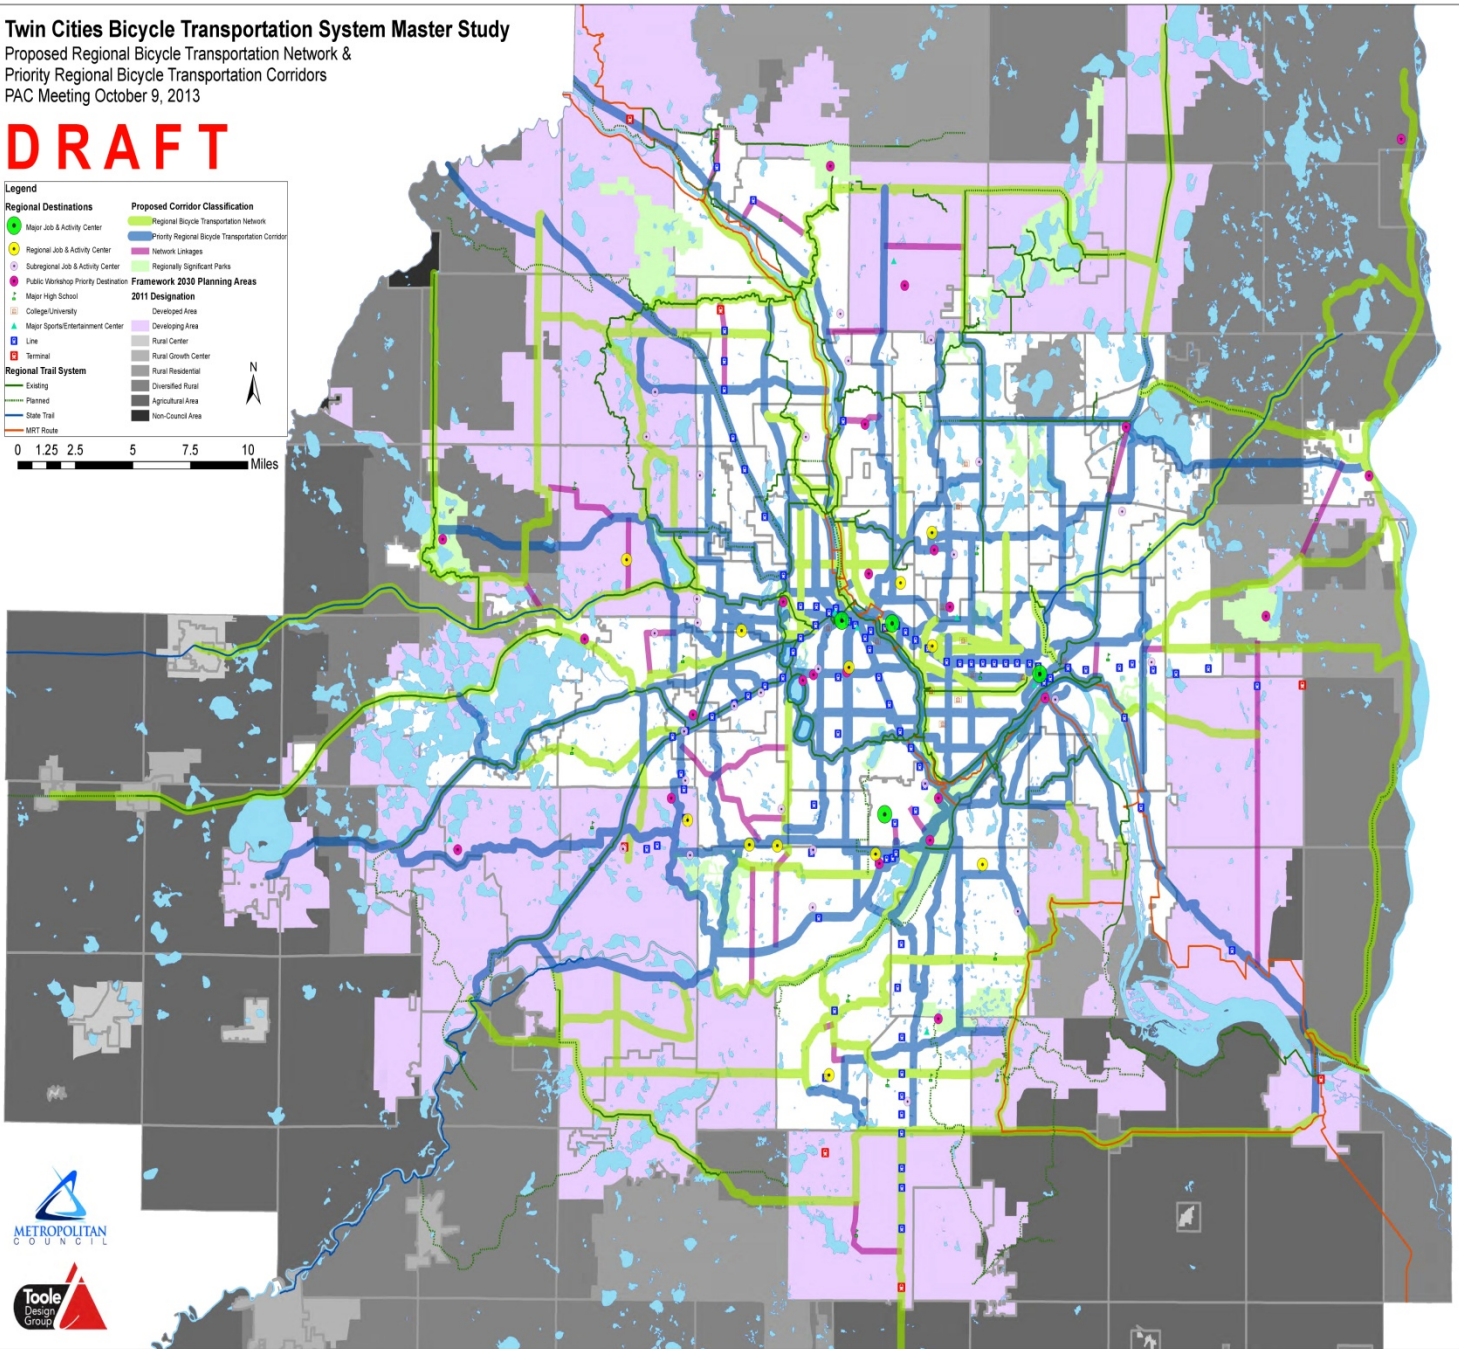 Twin Cities Bicycle Transportation System Master Study
Proposed Regional Bicycle Transportation Network &
Priority Regional Bicycle Transportation Corridors
PAC Meeting October 9, 2013
DRAFT
Legend
Regional Destinations
Major Job & Activity Center
Regional Job & Activity Center
Subregional Job & Activity Center
Public Workshop Priority Destination
Major High School
College/University
Major Sports/Entertainment Center
Line
Terminal
Regional Trail System
Existing
Planned
State Trail
MRT Route
Proposed Corridor Classification
Regional Bicycle Transportation Network
Priority Regional Bicycle Transportation Corridor
Network Linkages
Regionally Significant Parks
Framework 2030 Planning Areas
2011 Designation
Developed Area
Developing Area
Rural Center
Rural Growth Center
Rural Residential
Diversified Rural
Agricultural Area
Non-Council Area
N
0 1.25 2.5 5 7.5 10
Miles
METROPOLITAN
COUNCIL
Toole
Design
Group